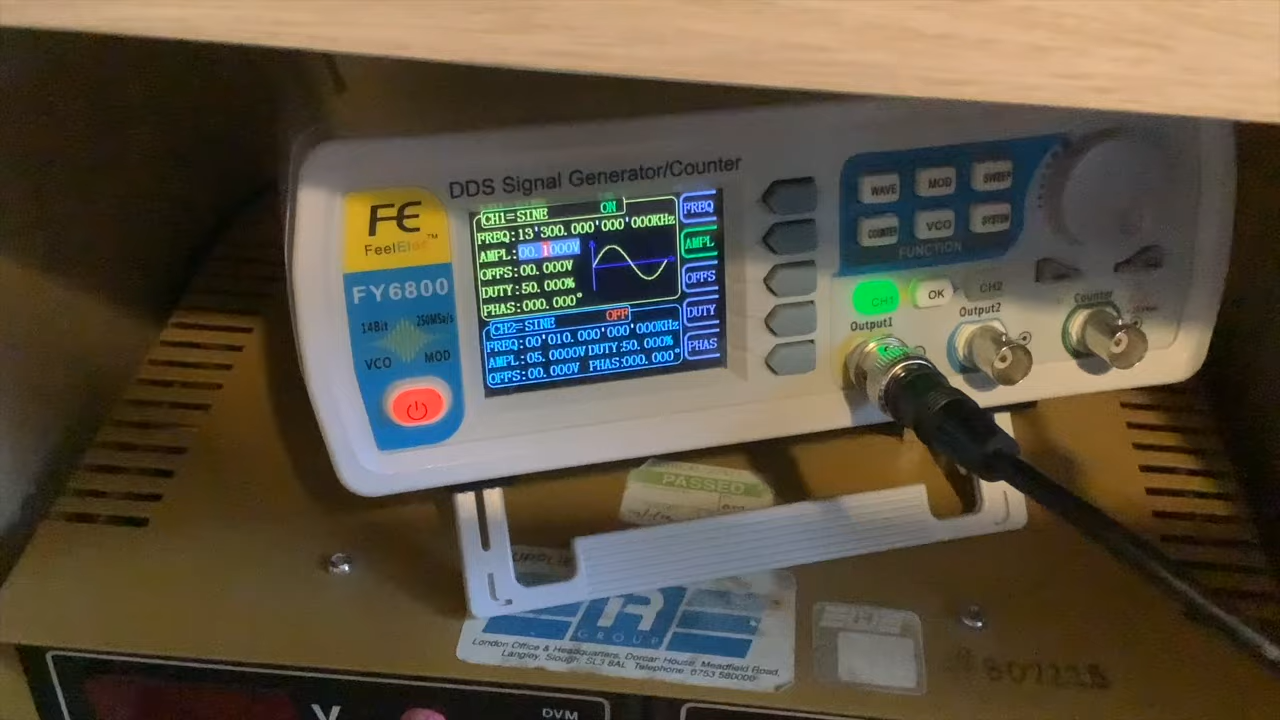 DDS Signal Generator/Counter
FE
FeelElec™
FY6800
14Bit
250MSa/s
VCO
MOD
CH1=SINE ON
FREQ:13'300.000'000'000KHz
AMPL:00.1000V
OFFS:00.000V
DUTY:50.000%
PHAS:000.000°
CH2=SINE OFF
FREQ:00'010.000'000'000KHz
AMPL:05.0000V DUTY:50.000%
OFFS:00.000V PHAS:000.000°
FREQ
AMPL
OFFS
DUTY
PHAS
WAVE
MOD
SWEEP
COUNTER
VCO
SYSTEM
FUNCTION
CH1
OK
CH2
Output1
Output2
Counter
PASSED
GROUP
London Office & Headquarters, Dorcar House, Meadfield Road,
Langley, Slough, SL3 8AL Telephone: 0753 580000
V
DVM